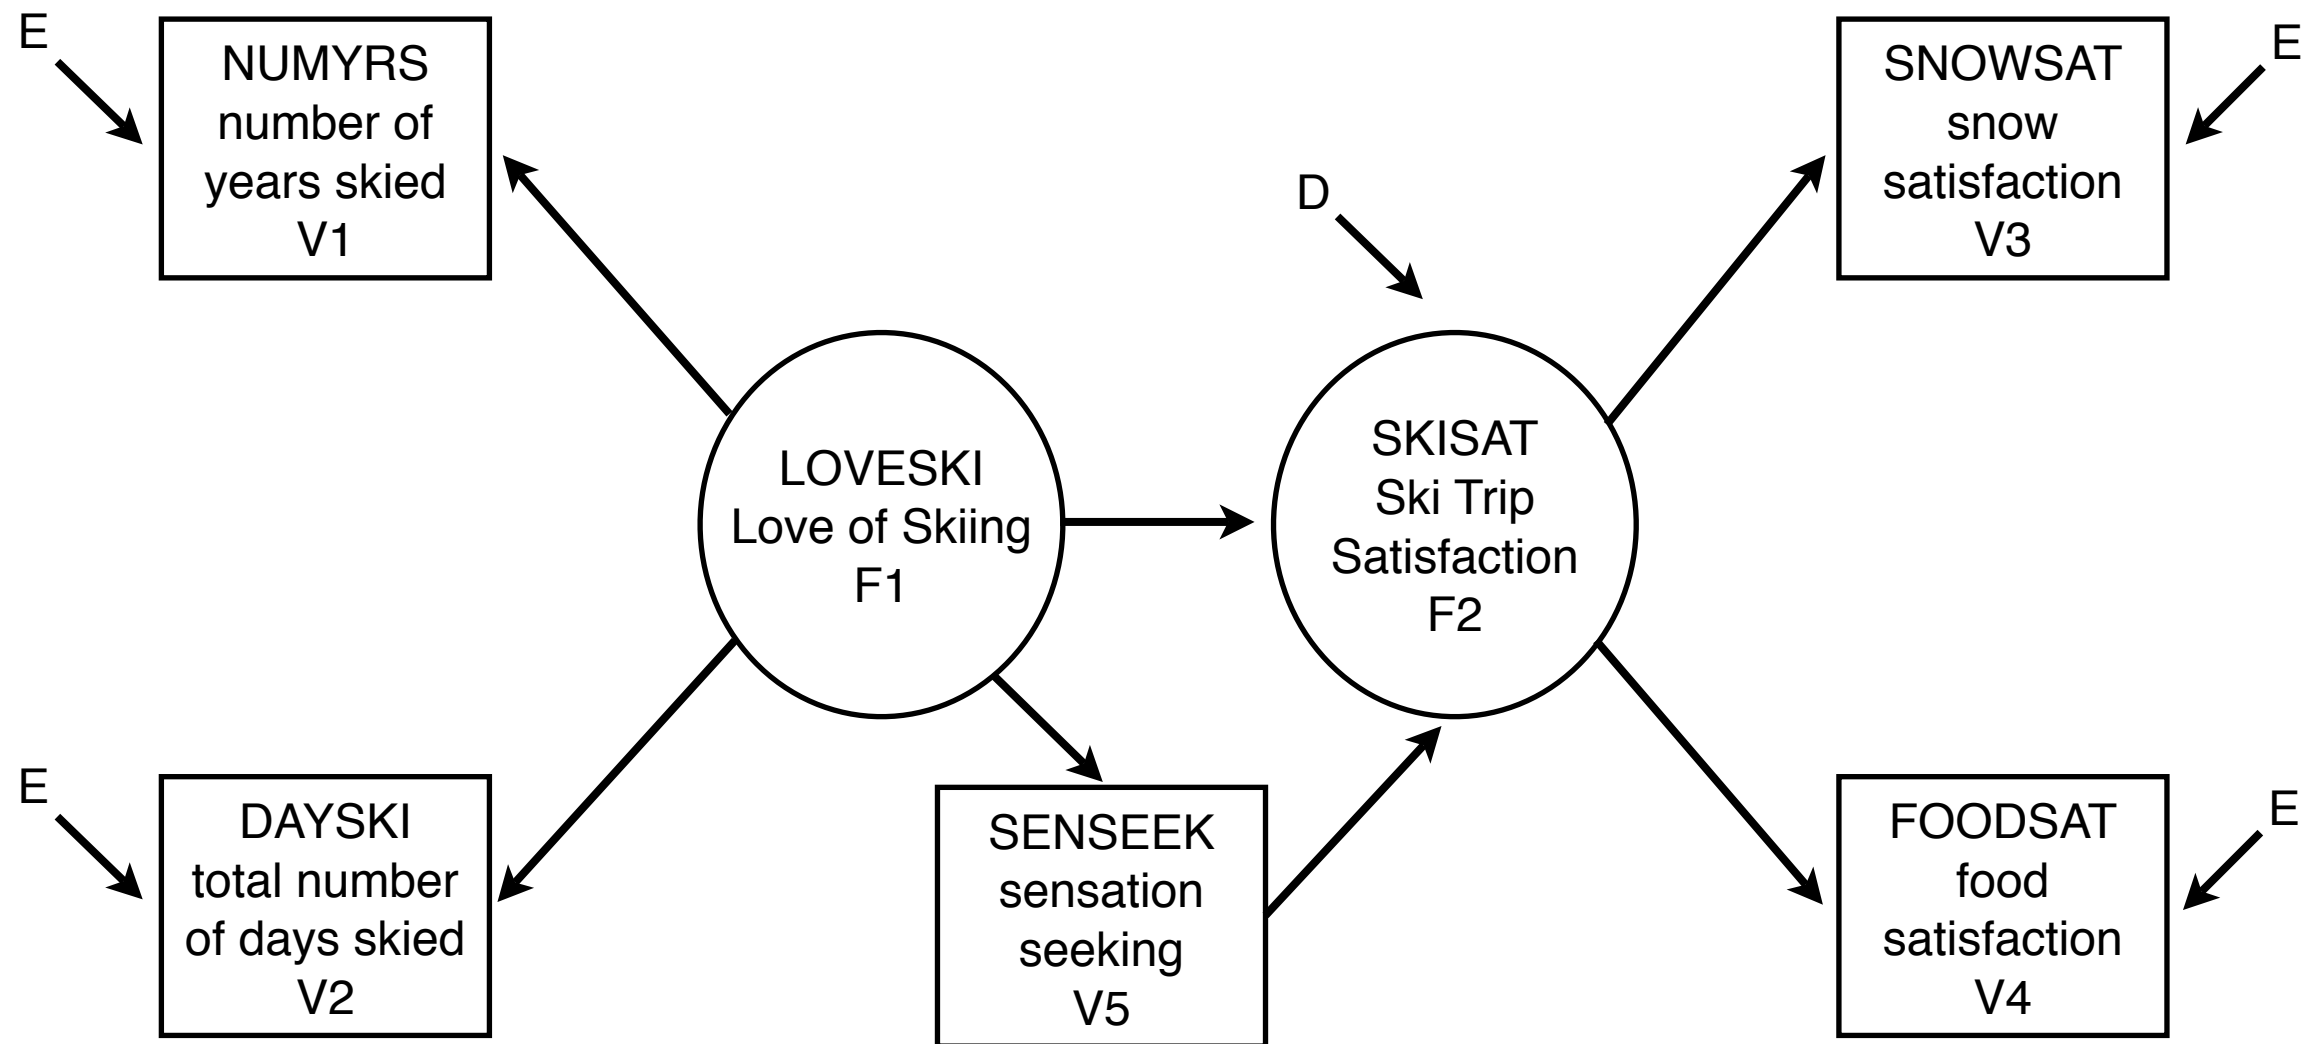 E
NUMYRS
number of
years skied
V1
SNOWSAT
snow
satisfaction
V3
E
D
LOVESKI
Love of Skiing
F1
SKISAT
Ski Trip
Satisfaction
F2
E
DAYSKI
total number
of days skied
V2
SENSEEK
sensation
seeking
V5
FOODSAT
food
satisfaction
V4
E